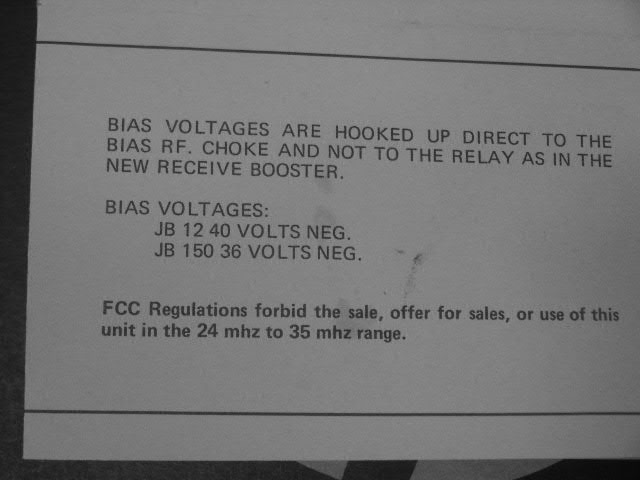 BIAS VOLTAGES ARE HOOKED UP DIRECT TO THE
BIAS RF. CHOKE AND NOT TO THE RELAY AS IN THE
NEW RECEIVE BOOSTER.
BIAS VOLTAGES:
JB 12 40 VOLTS NEG.
JB 150 36 VOLTS NEG.
FCC Regulations forbid the sale, offer for sales, or use of this
unit in the 24 mhz to 35 mhz range.